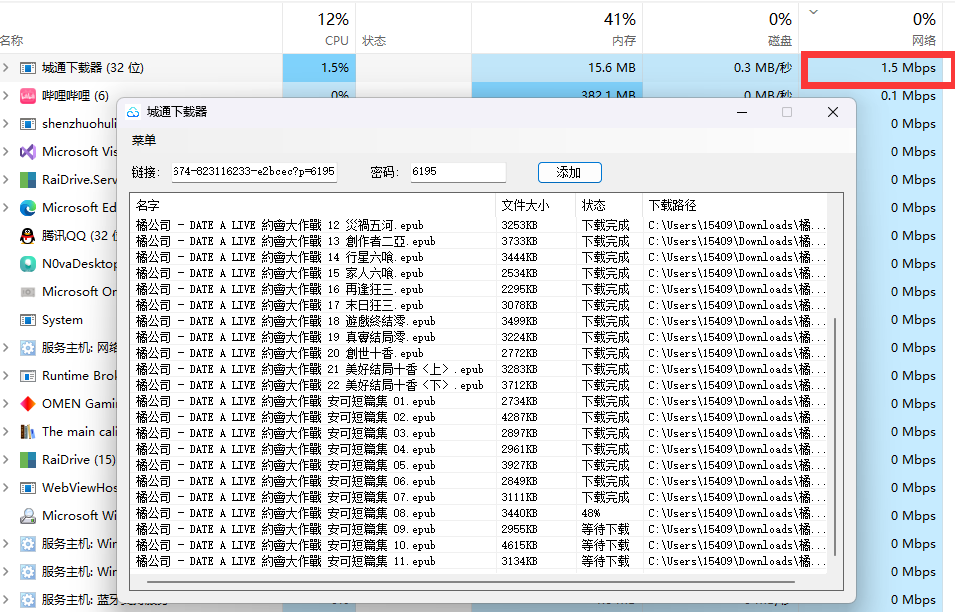 12% 41% 0% 0%
名称 CPU 状态 内存 磁盘 网络
城通下载器 (32 位) 1.5% 15.6 MB 0.3 MB/秒 1.5 Mbps
哔哩哔哩 (6) 0% 382.1 MB 0 MB/秒 0.1 Mbps
shenzhuohuli 0 Mbps
Microsoft Vis 0 Mbps
RaiDrive.Serv 0 Mbps
Microsoft Ed 0 Mbps
腾讯QQ (32 位 0 Mbps
N0vaDesktop 0 Mbps
Microsoft On 0 Mbps
System 0 Mbps
服务主机: 网络 0 Mbps
Runtime Brok 0 Mbps
OMEN Gamin 0 Mbps
The main cali 0 Mbps
RaiDrive (15) 0 Mbps
WebViewHos 0 Mbps
Microsoft Wi 0 Mbps
服务主机: Win 0 Mbps
服务主机: Win 0 Mbps
服务主机: 蓝牙 0 Mbps
城通下载器
菜单
链接: 674-823116233-e2bcec?p=6195 密码: 6195 添加
名字 文件大小 状态 下载路径
橘公司 - DATE A LIVE 約會大作戰 12 災禍五河.epub 3253KB 下载完成 C:\Users\15409\Downloads\橘...
橘公司 - DATE A LIVE 約會大作戰 13 創作者二亞.epub 3733KB 下载完成 C:\Users\15409\Downloads\橘...
橘公司 - DATE A LIVE 約會大作戰 14 行星六喰.epub 3444KB 下载完成 C:\Users\15409\Downloads\橘...
橘公司 - DATE A LIVE 約會大作戰 15 家人六喰.epub 2534KB 下载完成 C:\Users\15409\Downloads\橘...
橘公司 - DATE A LIVE 約會大作戰 16 再逢狂三.epub 2295KB 下载完成 C:\Users\15409\Downloads\橘...
橘公司 - DATE A LIVE 約會大作戰 17 末日狂三.epub 3078KB 下载完成 C:\Users\15409\Downloads\橘...
橘公司 - DATE A LIVE 約會大作戰 18 遊戲終結澪.epub 3499KB 下载完成 C:\Users\15409\Downloads\橘...
橘公司 - DATE A LIVE 約會大作戰 19 真實結局澪.epub 3224KB 下载完成 C:\Users\15409\Downloads\橘...
橘公司 - DATE A LIVE 約會大作戰 20 創世十香.epub 2772KB 下载完成 C:\Users\15409\Downloads\橘...
橘公司 - DATE A LIVE 約會大作戰 21 美好結局十香〈上〉.epub 3283KB 下载完成 C:\Users\15409\Downloads\橘...
橘公司 - DATE A LIVE 約會大作戰 22 美好結局十香〈下〉.epub 3712KB 下载完成 C:\Users\15409\Downloads\橘...
橘公司 - DATE A LIVE 約會大作戰 安可短篇集 01.epub 2734KB 下载完成 C:\Users\15409\Downloads\橘...
橘公司 - DATE A LIVE 約會大作戰 安可短篇集 02.epub 4287KB 下载完成 C:\Users\15409\Downloads\橘...
橘公司 - DATE A LIVE 約會大作戰 安可短篇集 03.epub 2897KB 下载完成 C:\Users\15409\Downloads\橘...
橘公司 - DATE A LIVE 約會大作戰 安可短篇集 04.epub 2961KB 下载完成 C:\Users\15409\Downloads\橘...
橘公司 - DATE A LIVE 約會大作戰 安可短篇集 05.epub 3927KB 下载完成 C:\Users\15409\Downloads\橘...
橘公司 - DATE A LIVE 約會大作戰 安可短篇集 06.epub 2849KB 下载完成 C:\Users\15409\Downloads\橘...
橘公司 - DATE A LIVE 約會大作戰 安可短篇集 07.epub 3111KB 下载完成 C:\Users\15409\Downloads\橘...
橘公司 - DATE A LIVE 約會大作戰 安可短篇集 08.epub 3440KB 48% C:\Users\15409\Downloads\橘...
橘公司 - DATE A LIVE 約會大作戰 安可短篇集 09.epub 2955KB 等待下载 C:\Users\15409\Downloads\橘...
橘公司 - DATE A LIVE 約會大作戰 安可短篇集 10.epub 4615KB 等待下载 C:\Users\15409\Downloads\橘...
橘公司 - DATE A LIVE 約會大作戰 安可短篇集 11.epub 3134KB 等待下载 C:\Users\15409\Downloads\橘...